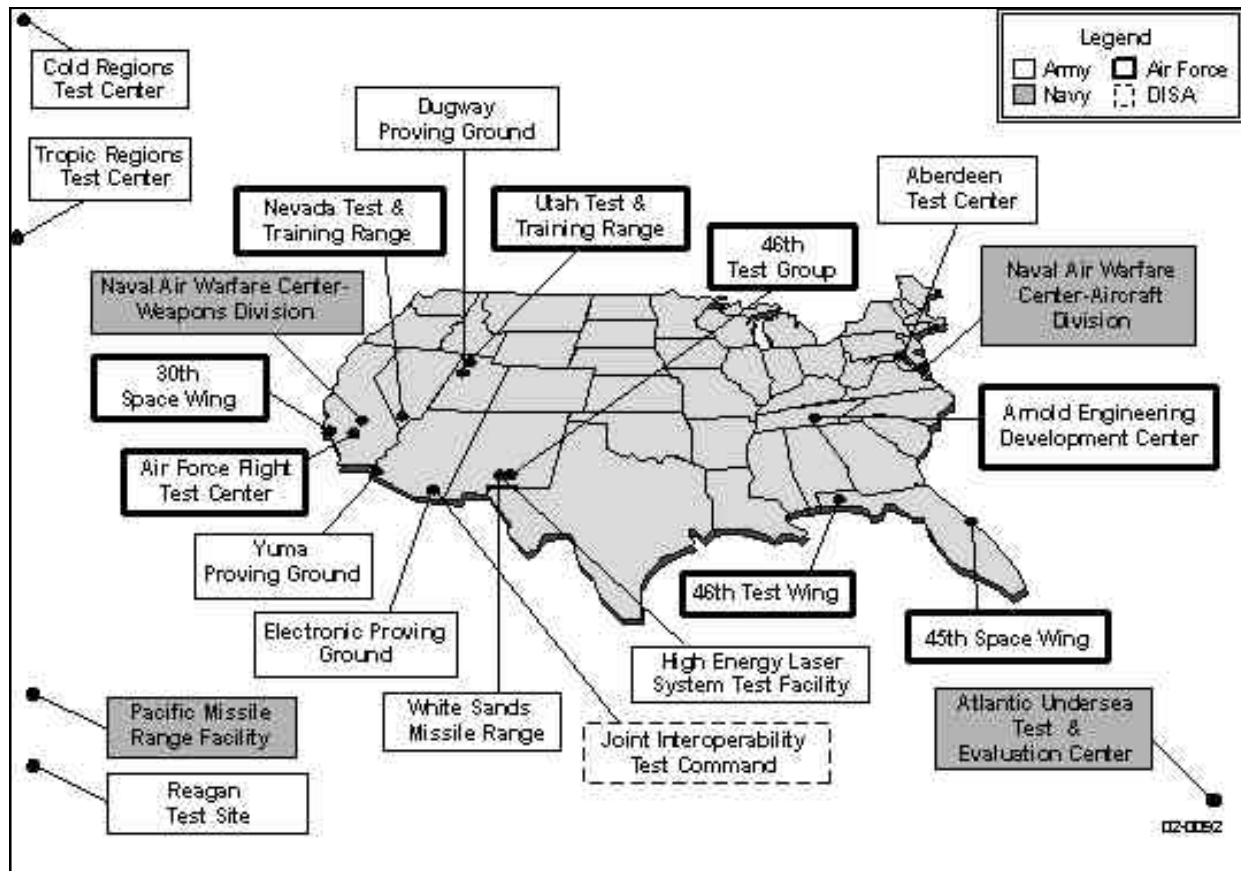 Legend
Army
Air Force
Navy
DISA
Cold Regions
Test Center
Dugway
Proving Ground
Tropic Regions
Test Center
Aberdeen
Test Center
Nevada Test &
Training Range
Utah Test &
Training Range
46th
Test Group
Naval Air Warfare
Center-Aircraft
Division
Naval Air Warfare Center-
Weapons Division
30th
Space Wing
Arnold Engineering
Development Center
Air Force Flight
Test Center
Yuma
Proving Ground
46th Test Wing
45th Space Wing
Electronic Proving
Ground
High Energy Laser
System Test Facility
White Sands
Missile Range
Pacific Missile
Range Facility
Joint Interoperability
Test Command
Atlantic Undersea
Test &
Evaluation Center
Reagan
Test Site
02-0092